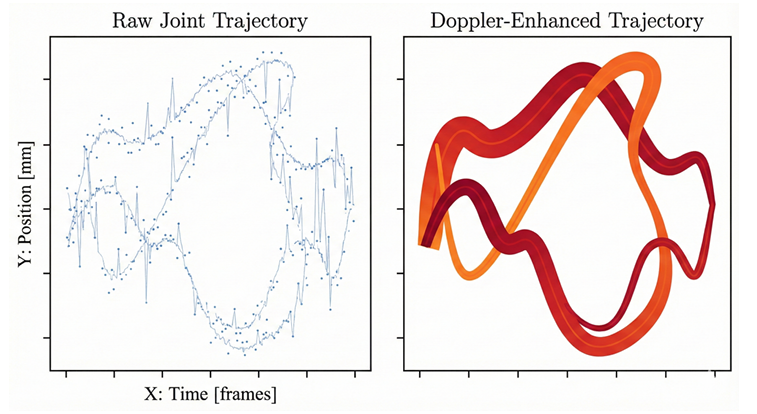 Raw Joint Trajectory
Doppler-Enhanced Trajectory
Y: Position [mm]
X: Time [frames]